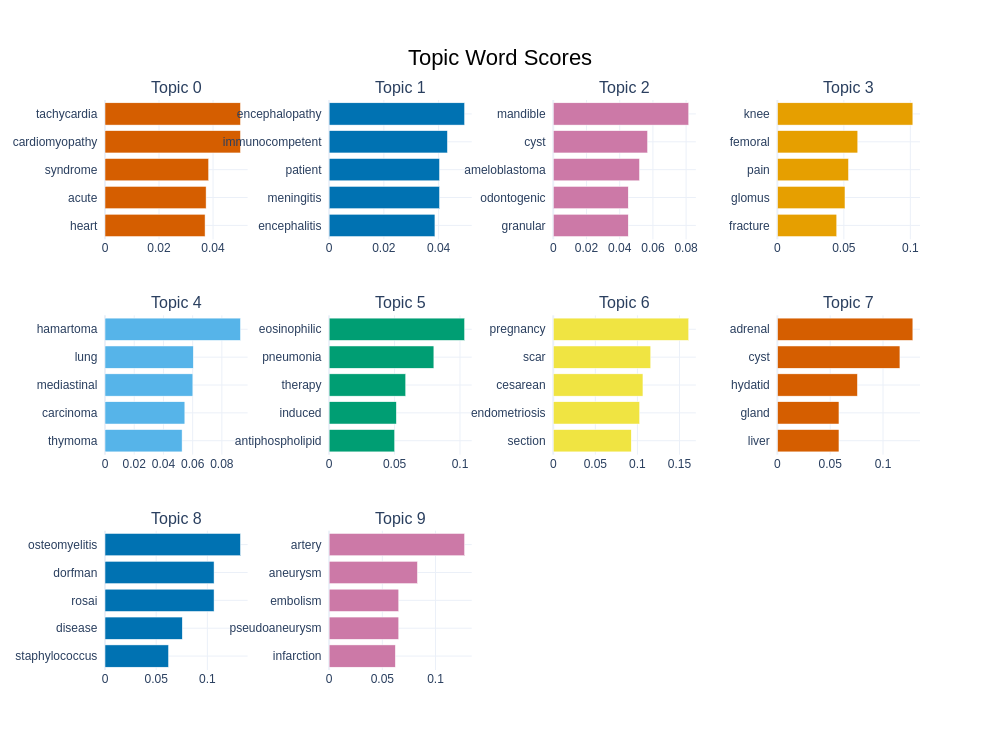 Topic Word Scores
Topic 0
tachycardia
cardiomyopathy
syndrome
acute
heart
0 0.02 0.04
Topic 1
encephalopathy
immunocompetent
patient
meningitis
encephalitis
0 0.02 0.04
Topic 2
mandible
cyst
ameloblastoma
odontogenic
granular
0 0.02 0.04 0.06 0.08
Topic 3
knee
femoral
pain
glomus
fracture
0 0.05 0.1
Topic 4
hamartoma
lung
mediastinal
carcinoma
thymoma
0 0.02 0.04 0.06 0.08
Topic 5
eosinophilic
pneumonia
therapy
induced
antiphospholipid
0 0.05 0.1
Topic 6
pregnancy
scar
cesarean
endometriosis
section
0 0.05 0.1 0.15
Topic 7
adrenal
cyst
hydatid
gland
liver
0 0.05 0.1
Topic 8
osteomyelitis
dorfman
rosai
disease
staphylococcus
0 0.05 0.1
Topic 9
artery
aneurysm
embolism
pseudoaneurysm
infarction
0 0.05 0.1